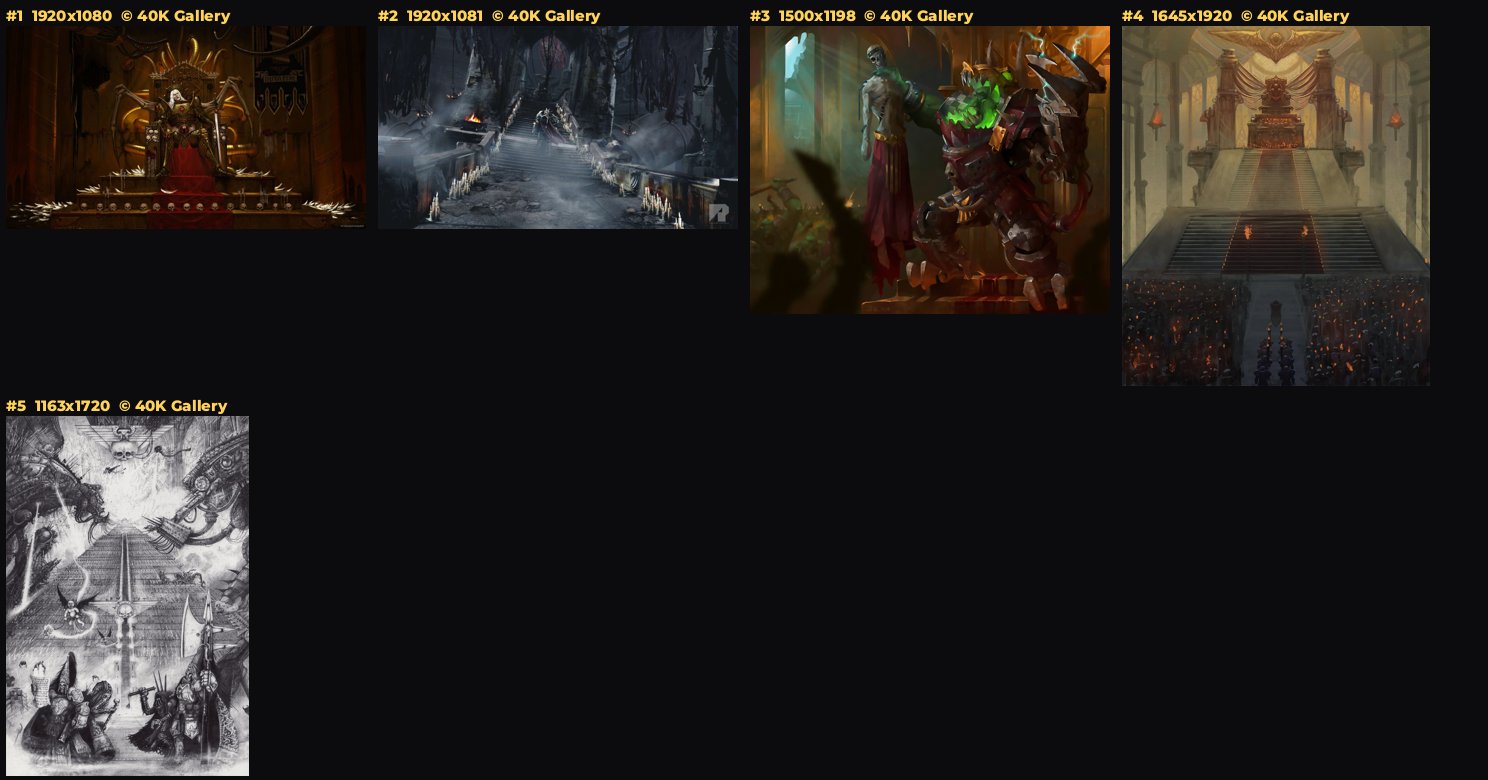 #1 1920x1080 © 40K Gallery
#2 1920x1081 © 40K Gallery
#3 1500x1198 © 40K Gallery
#4 1645x1920 © 40K Gallery
#5 1163x1720 © 40K Gallery